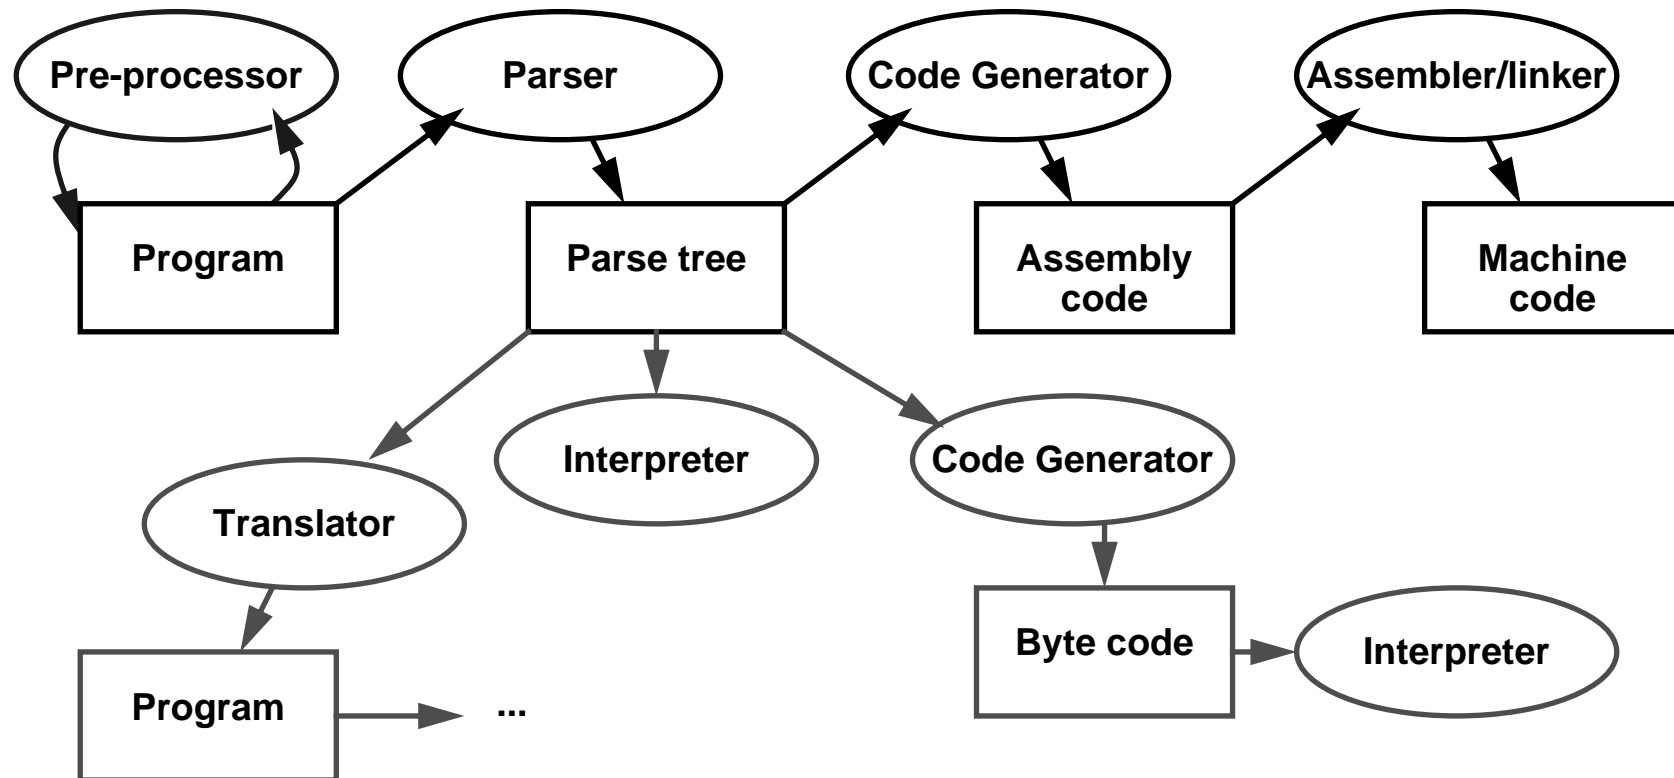 Pre-processor
Parser
Code Generator
Assembler/linker
Program
Parse tree
Assembly
code
Machine
code
Interpreter
Code Generator
Translator
Byte code
Interpreter
Program
...